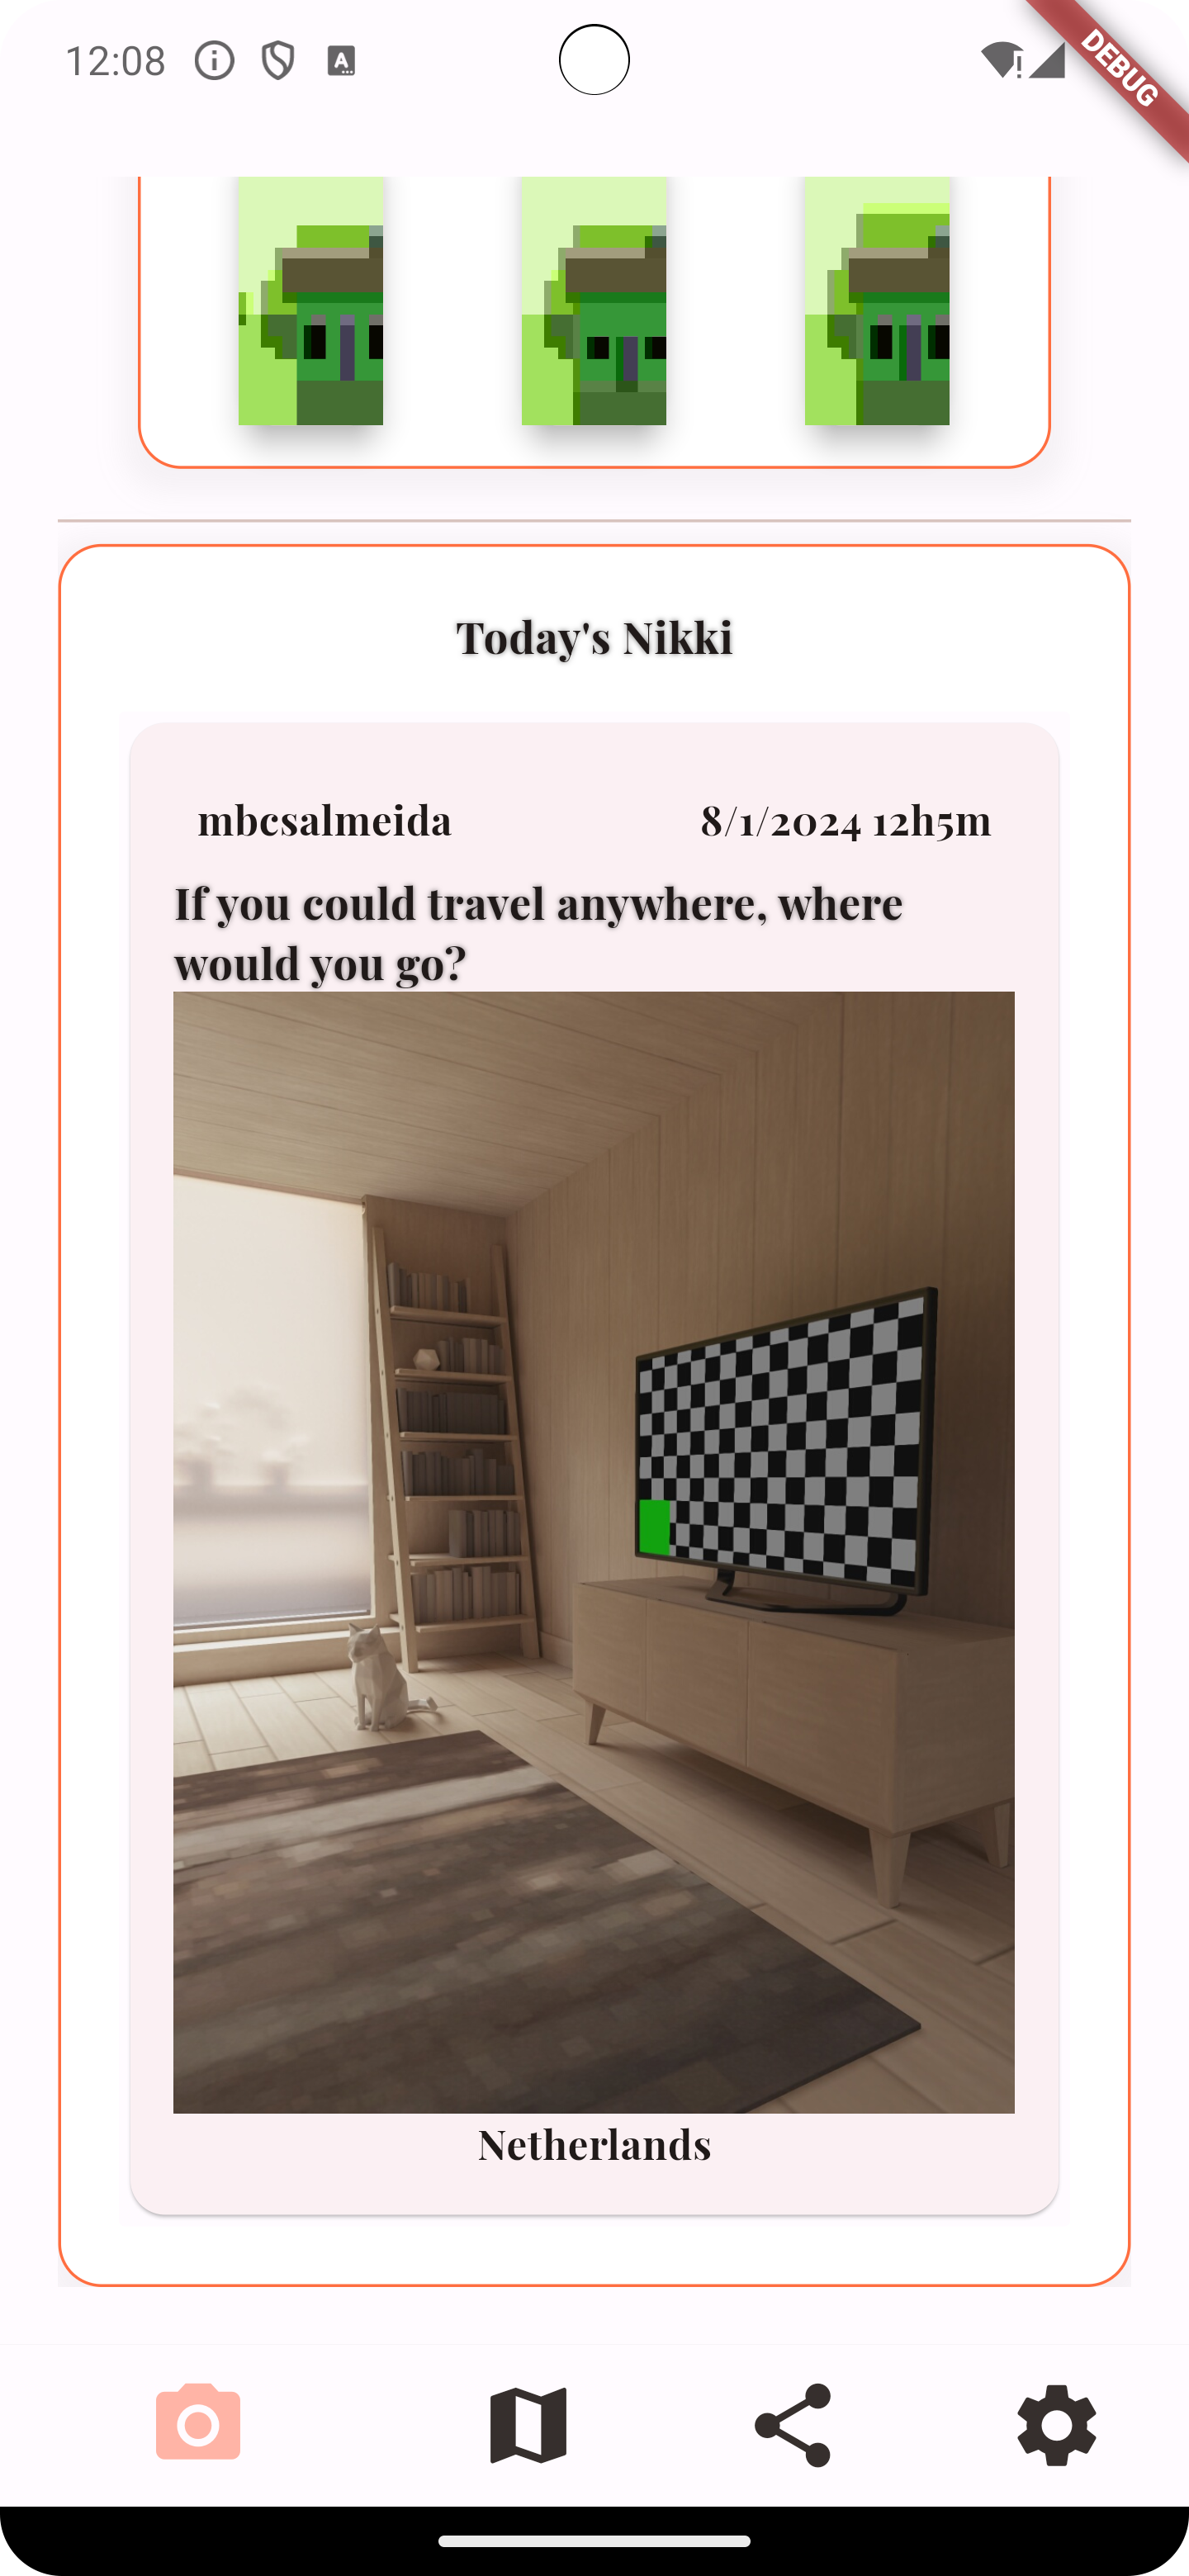 12:08
DEBUG
Today's Nikki
mbcsalmeida 8/1/2024 12h5m
If you could travel anywhere, where
would you go?
Netherlands